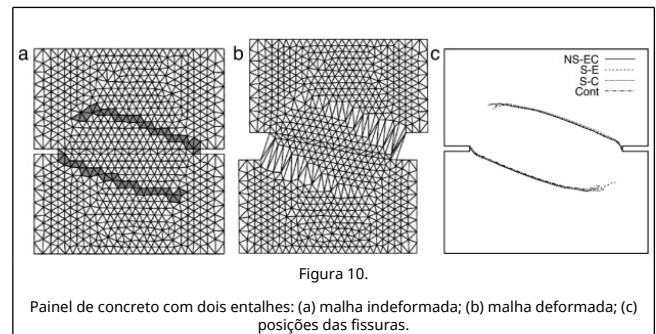 a
b
c
NS-EC
S-E
S-C
Cont
Figura 10.
Painel de concreto com dois entalhes: (a) malha indeformada; (b) malha deformada; (c)
posições das fissuras.